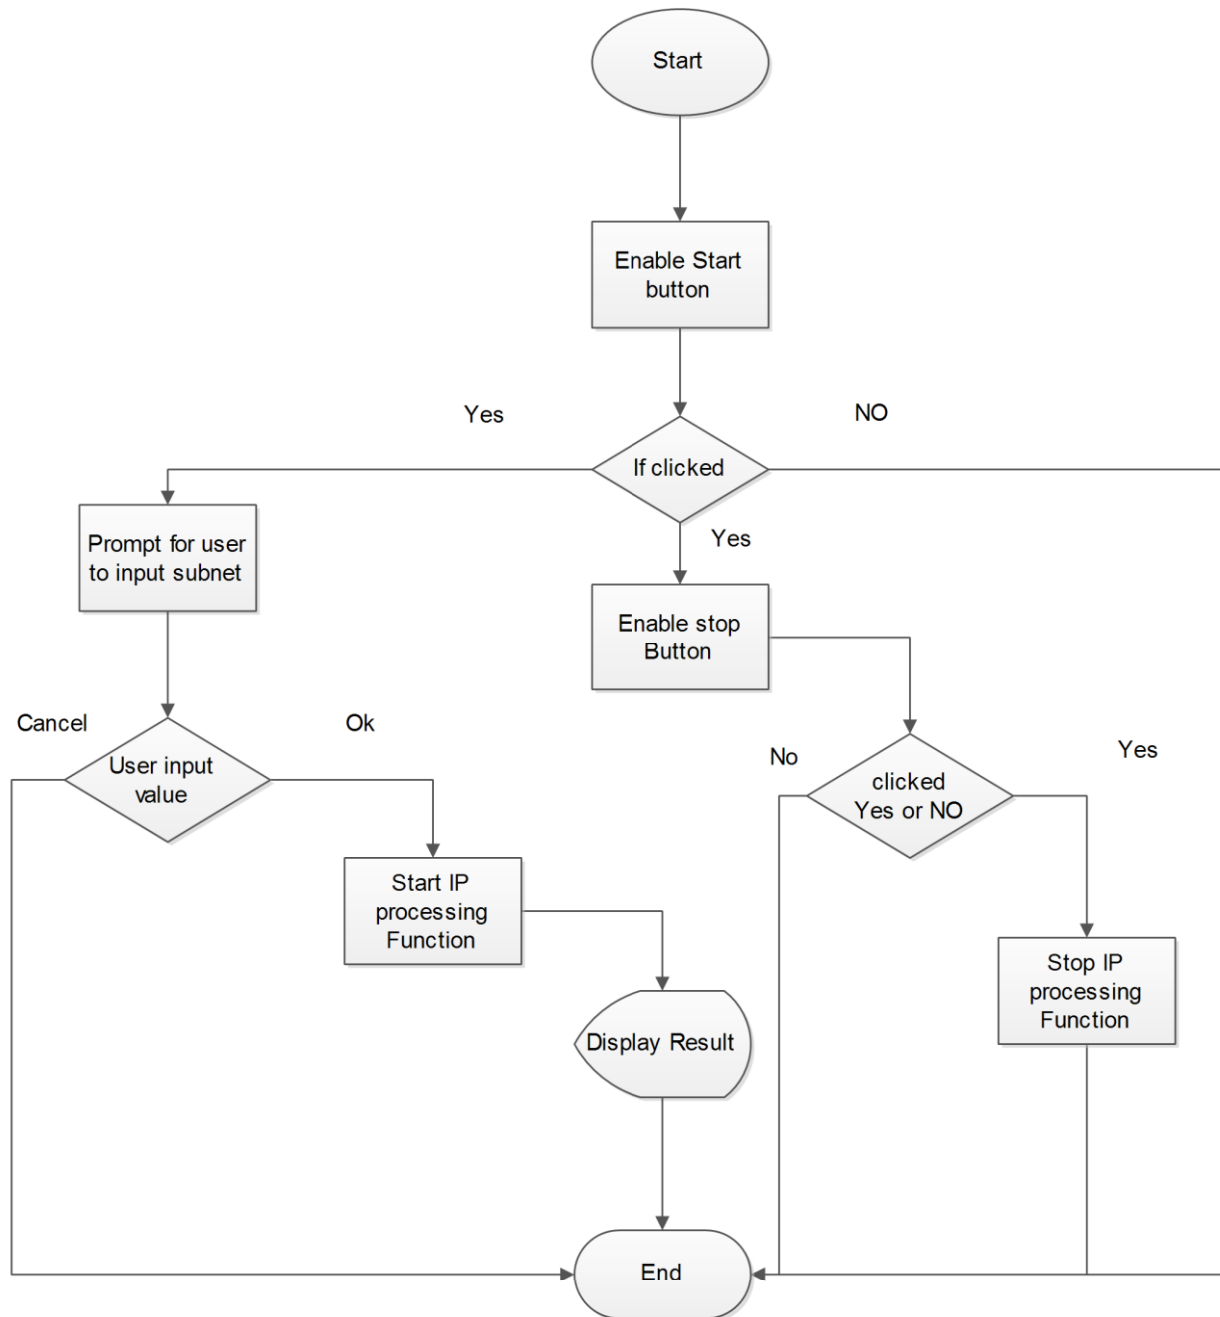 Start
Enable Start
button
Yes
NO
If clicked
Yes
Prompt for user
to input subnet
Enable stop
Button
Cancel
Ok
User input
value
No
Yes
clicked
Yes or NO
Start IP
processing
Function
Stop IP
processing
Function
Display Result
End